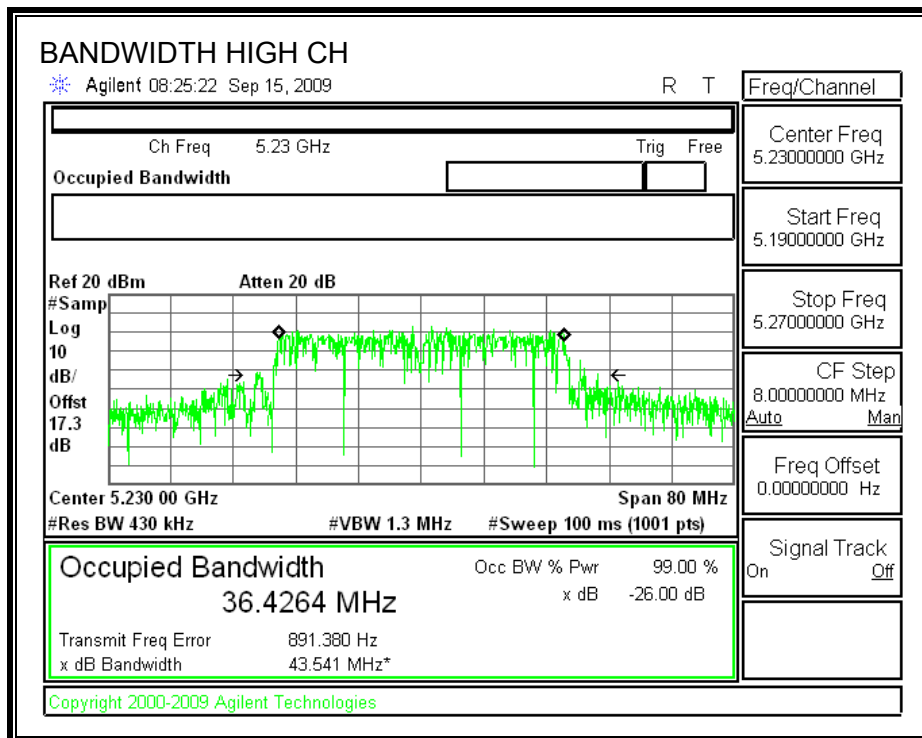 BANDWIDTH HIGH CH
Agilent 08:25:22 Sep 15, 2009 R T
Freq/Channel
Ch Freq 5.23 GHz Trig Free
Occupied Bandwidth
Center Freq
5.23000000 GHz
Start Freq
5.19000000 GHz
Stop Freq
5.27000000 GHz
CF Step
8.00000000 MHz
Auto Man
Freq Offset
0.00000000 Hz
Signal Track
On Off
Ref 20 dBm Atten 20 dB
#Samp
Log
10
dB/
Offst
17.3
dB
Center 5.230 00 GHz Span 80 MHz
#Res BW 430 kHz #VBW 1.3 MHz #Sweep 100 ms (1001 pts)
Occupied Bandwidth Occ BW % Pwr 99.00 %
36.4264 MHz x dB -26.00 dB
Transmit Freq Error 891.380 Hz
x dB Bandwidth 43.541 MHz*
Copyright 2000-2009 Agilent Technologies